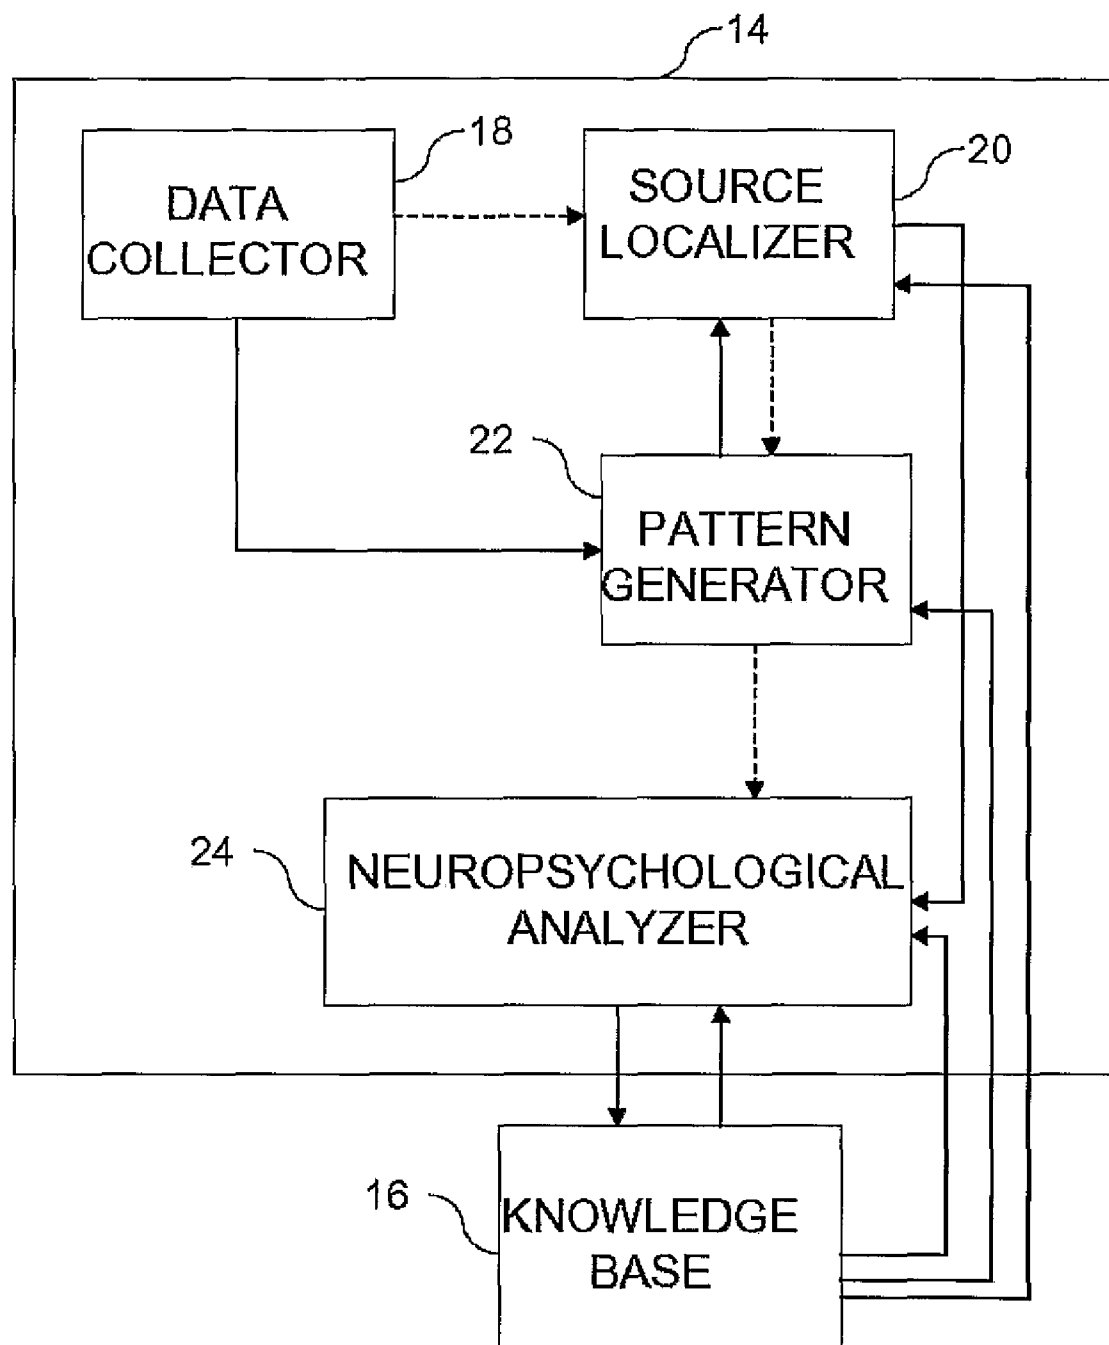 14
18
DATA
COLLECTOR
20
SOURCE
LOCALIZER
22
PATTERN
GENERATOR
24
NEUROPSYCHOLOGICAL
ANALYZER
16
KNOWLEDGE
BASE